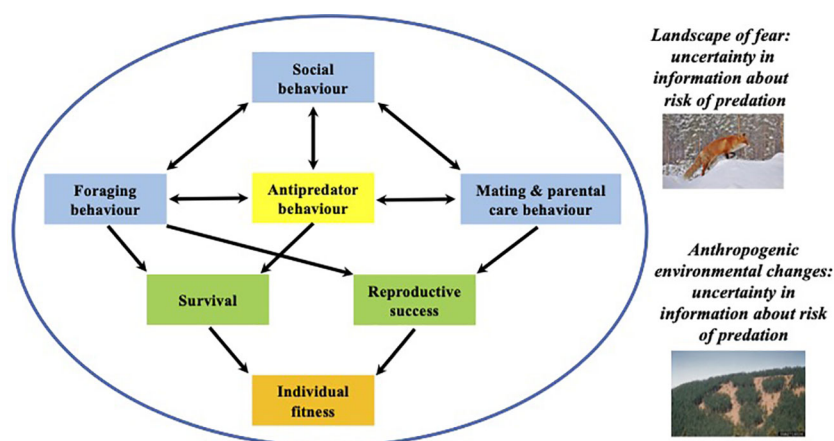 Social
behaviour
Foraging
behaviour
Antipredator
behaviour
Mating & parental
care behaviour
Survival
Reproductive
success
Individual
fitness
Landscape of fear:
uncertainty in
information about
risk of predation
Anthropogenic
environmental changes:
uncertainty in
information about risk
of predation